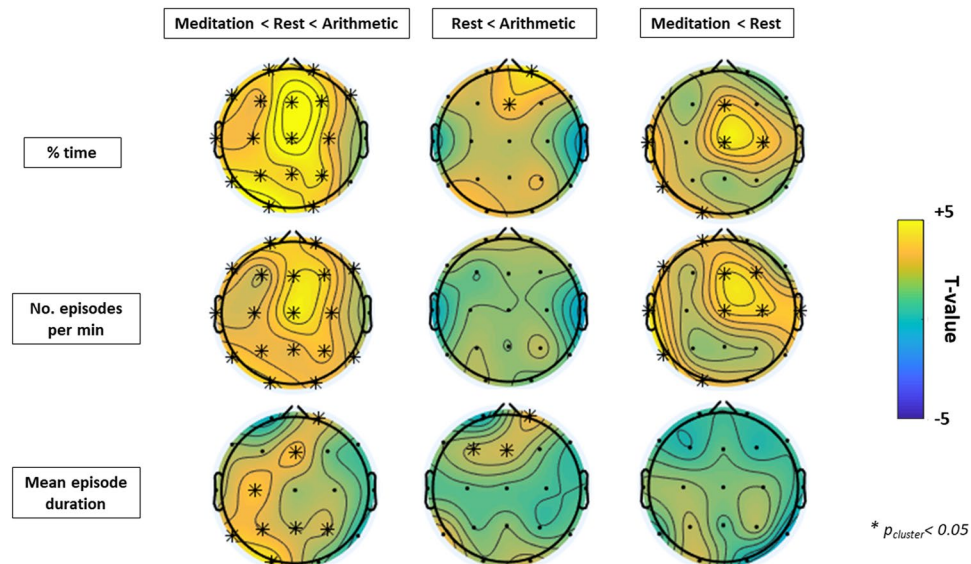 Meditation < Rest < Arithmetic
Rest < Arithmetic
Meditation < Rest
% time
No. episodes
per min
Mean episode
duration
+5
T-value
-5
* pcluster< 0.05